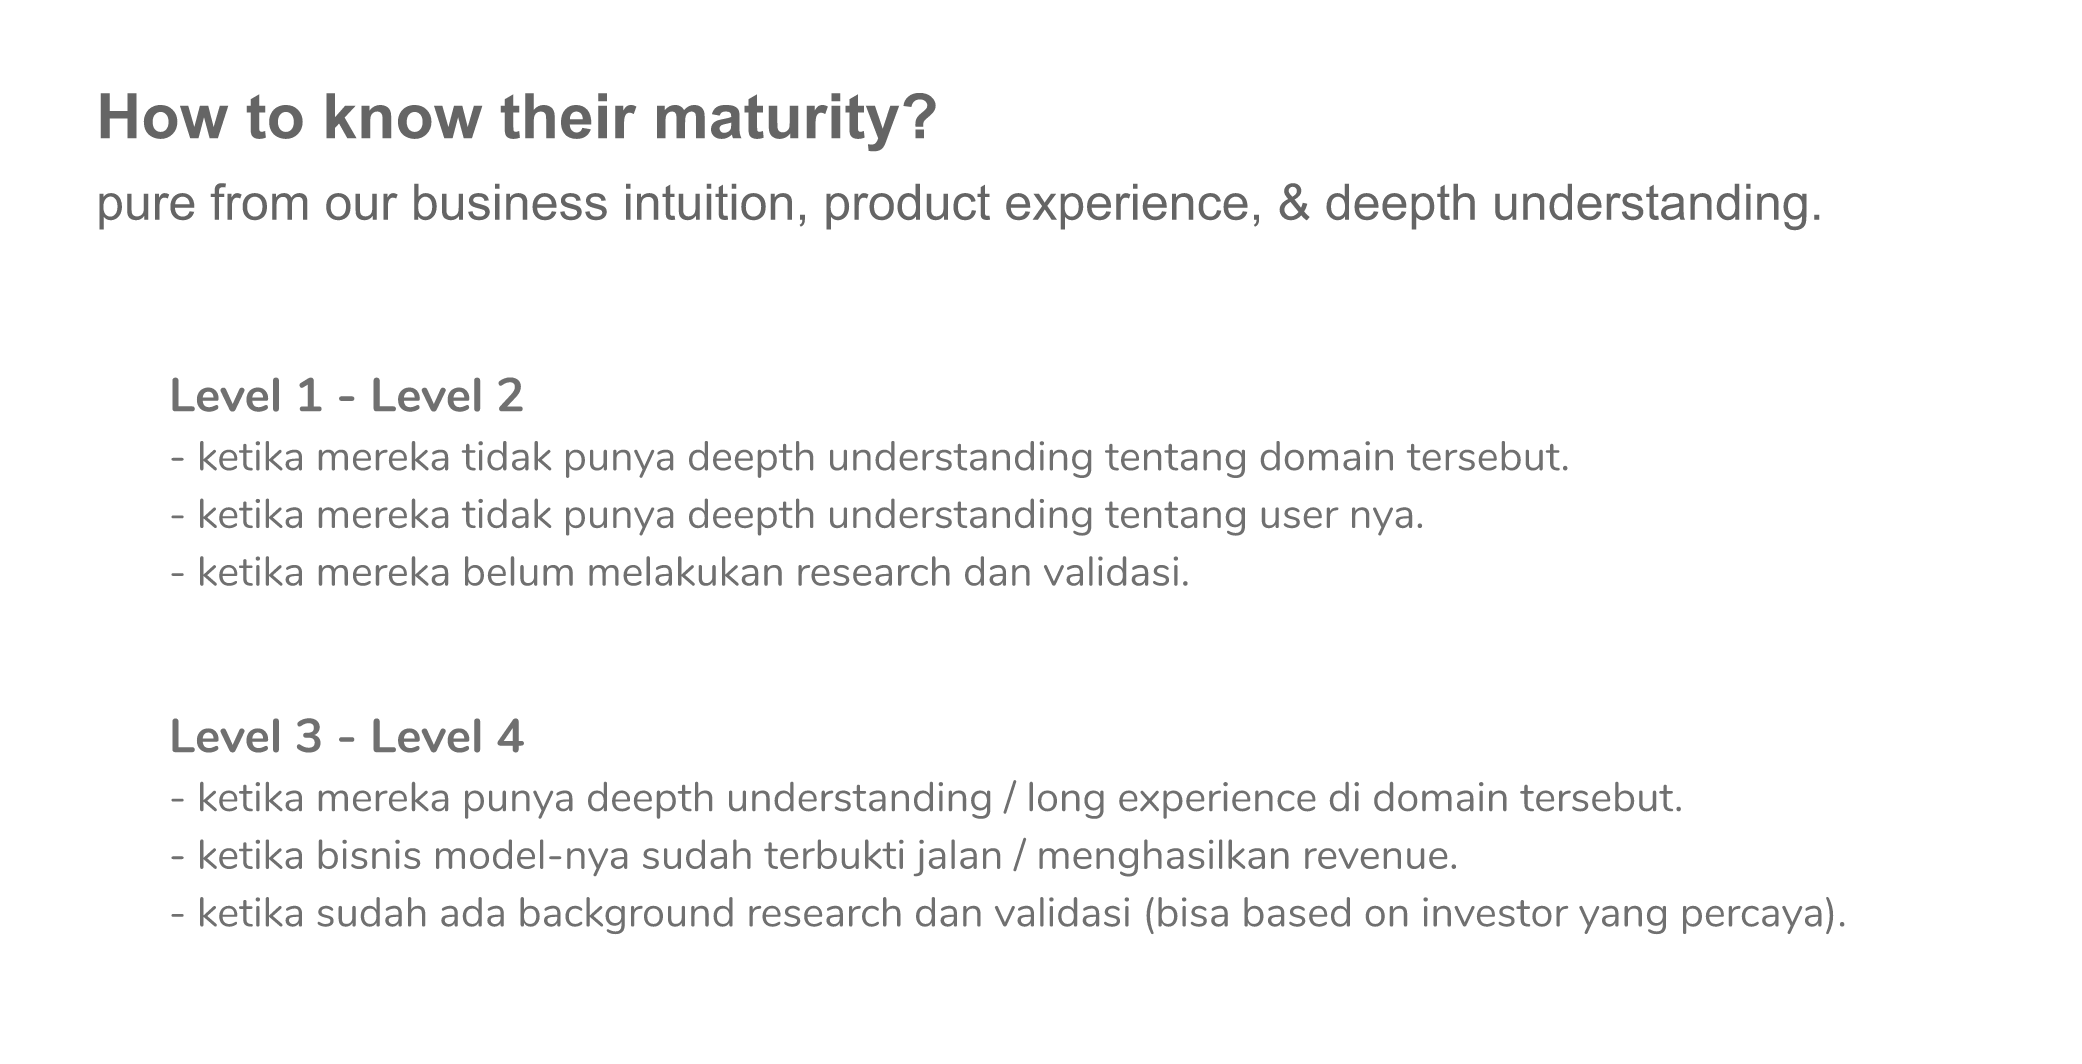 How to know their maturity?
pure from our business intuition, product experience, & deepth understanding.
Level 1 - Level 2
- ketika mereka tidak punya deepth understanding tentang domain tersebut.
- ketika mereka tidak punya deepth understanding tentang user nya.
- ketika mereka belum melakukan research dan validasi.
Level 3 - Level 4
- ketika mereka punya deepth understanding / long experience di domain tersebut.
- ketika bisnis model-nya sudah terbukti jalan / menghasilkan revenue.
- ketika sudah ada background research dan validasi (bisa based on investor yang percaya).